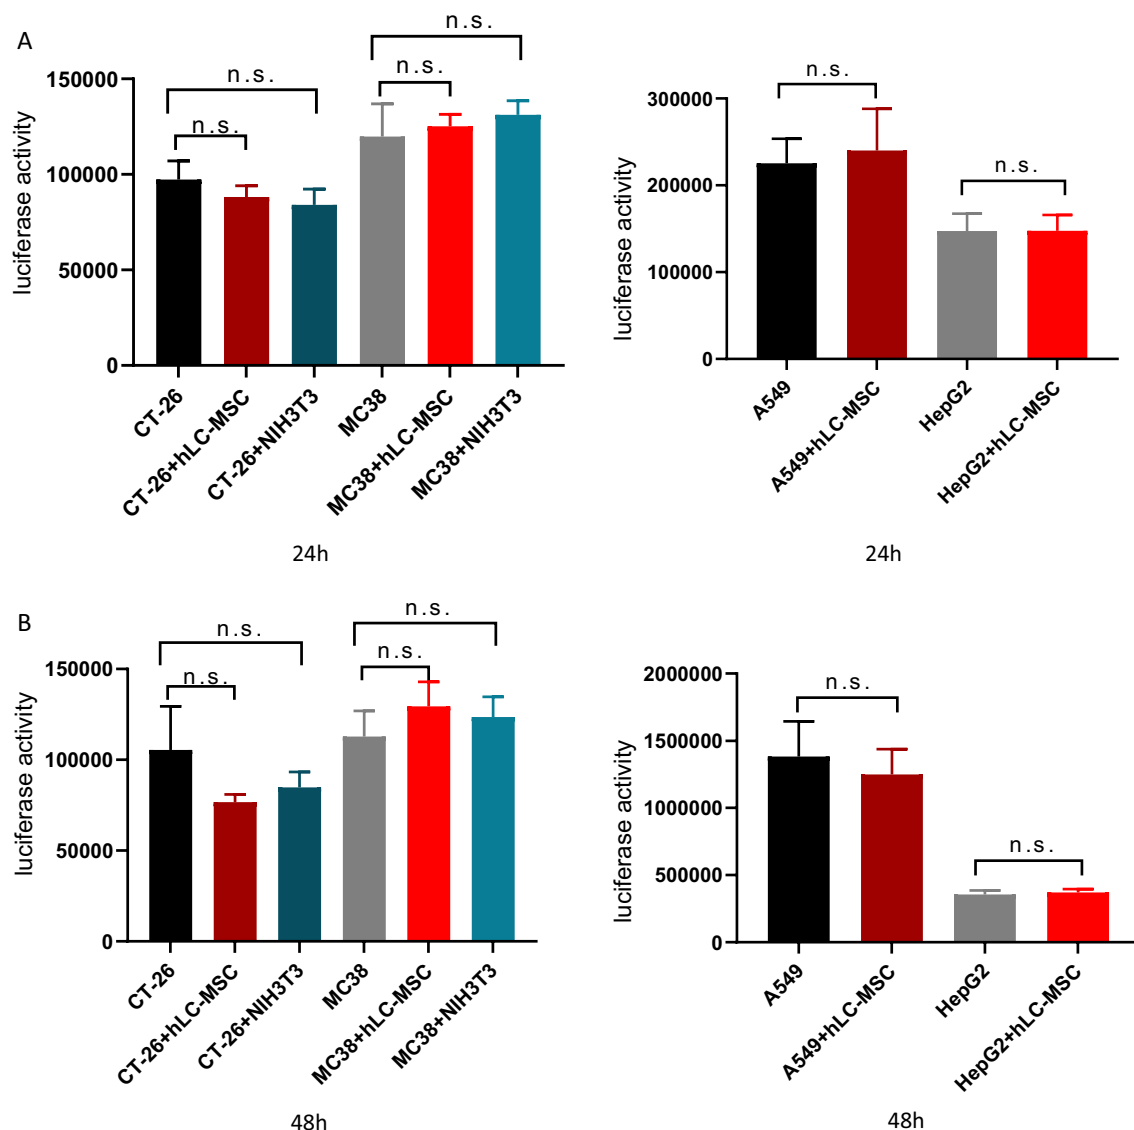 A
n.s.
n.s.
n.s.
n.s.
luciferase activity
150000
100000
50000
0
CT-26
CT-26+hLC-MSC
CT-26+NIH3T3
MC38
MC38+hLC-MSC
MC38+NIH3T3
24h
n.s.
n.s.
luciferase activity
300000
200000
100000
0
A549
A549+hLC-MSC
HepG2
HepG2+hLC-MSC
24h
B
n.s.
n.s.
n.s.
n.s.
luciferase activity
150000
100000
50000
0
CT-26
CT-26+hLC-MSC
CT-26+NIH3T3
MC38
MC38+hLC-MSC
MC38+NIH3T3
48h
n.s.
n.s.
luciferase activity
2000000
1500000
1000000
500000
0
A549
A549+hLC-MSC
HepG2
HepG2+hLC-MSC
48h